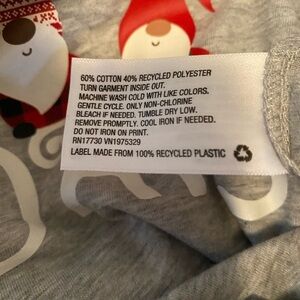 60% COTTON 40% RECYCLED POLYESTER
TURN GARMENT INSIDE OUT.
MACHINE WASH COLD WITH LIKE COLORS.
GENTLE CYCLE. ONLY NON-CHLORINE
BLEACH IF NEEDED. TUMBLE DRY LOW.
REMOVE PROMPTLY. COOL IRON IF NEEDED.
DO NOT IRON ON PRINT.
RN17730 VN1975329
LABEL MADE FROM 100% RECYCLED PLASTIC